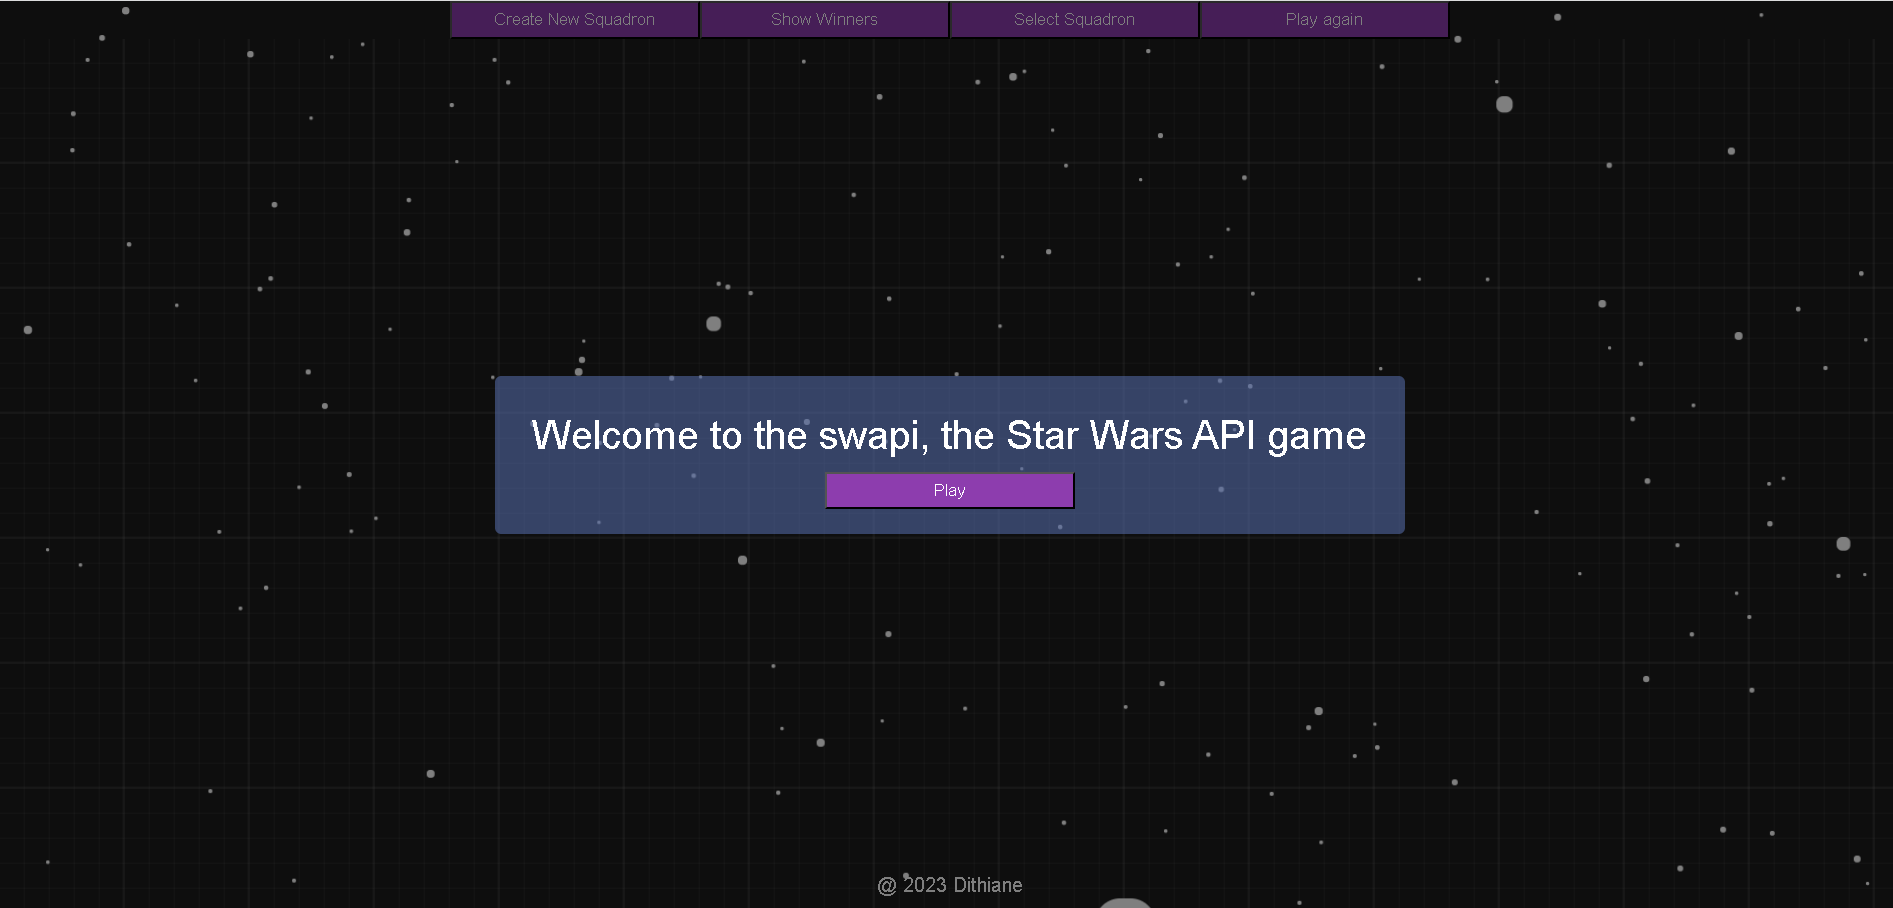 Create New Squadron
Show Winners
Select Squadron
Play again
Welcome to the swapi, the Star Wars API game
Play
@ 2023 Dithiane